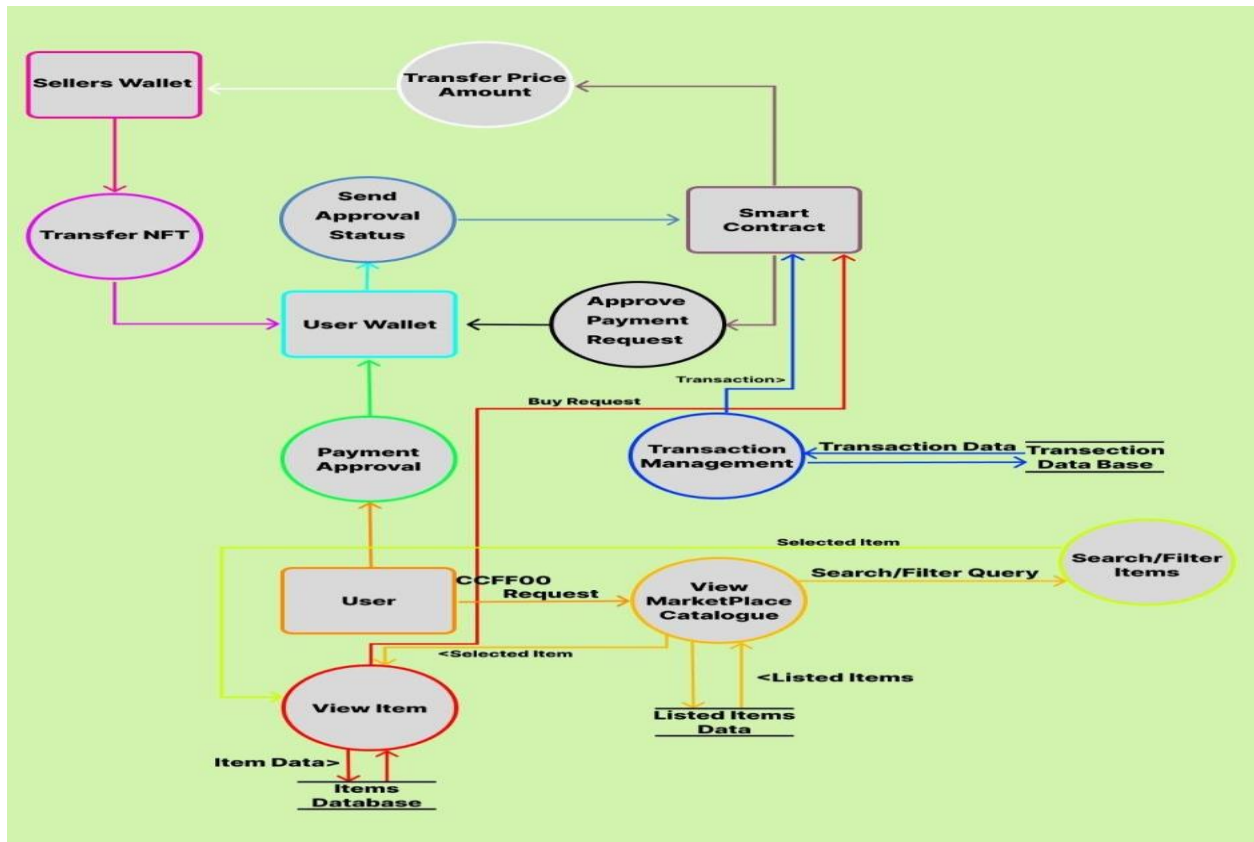 Sellers Wallet
Transfer Price
Amount
Send
Approval
Status
Smart
Contract
Transfer NFT
User Wallet
Approve
Payment
Request
Transaction>
Buy Request
Payment
Approval
Transaction
Management
Transaction Data
Transection
Data Base
Selected Item
Search/Filter
Items
User
CCFF00
Request
View
MarketPlace
Catalogue
Search/Filter Query
<Selected Item
<Listed Items
View Item
Listed Items
Data
Item Data>
Items
Database